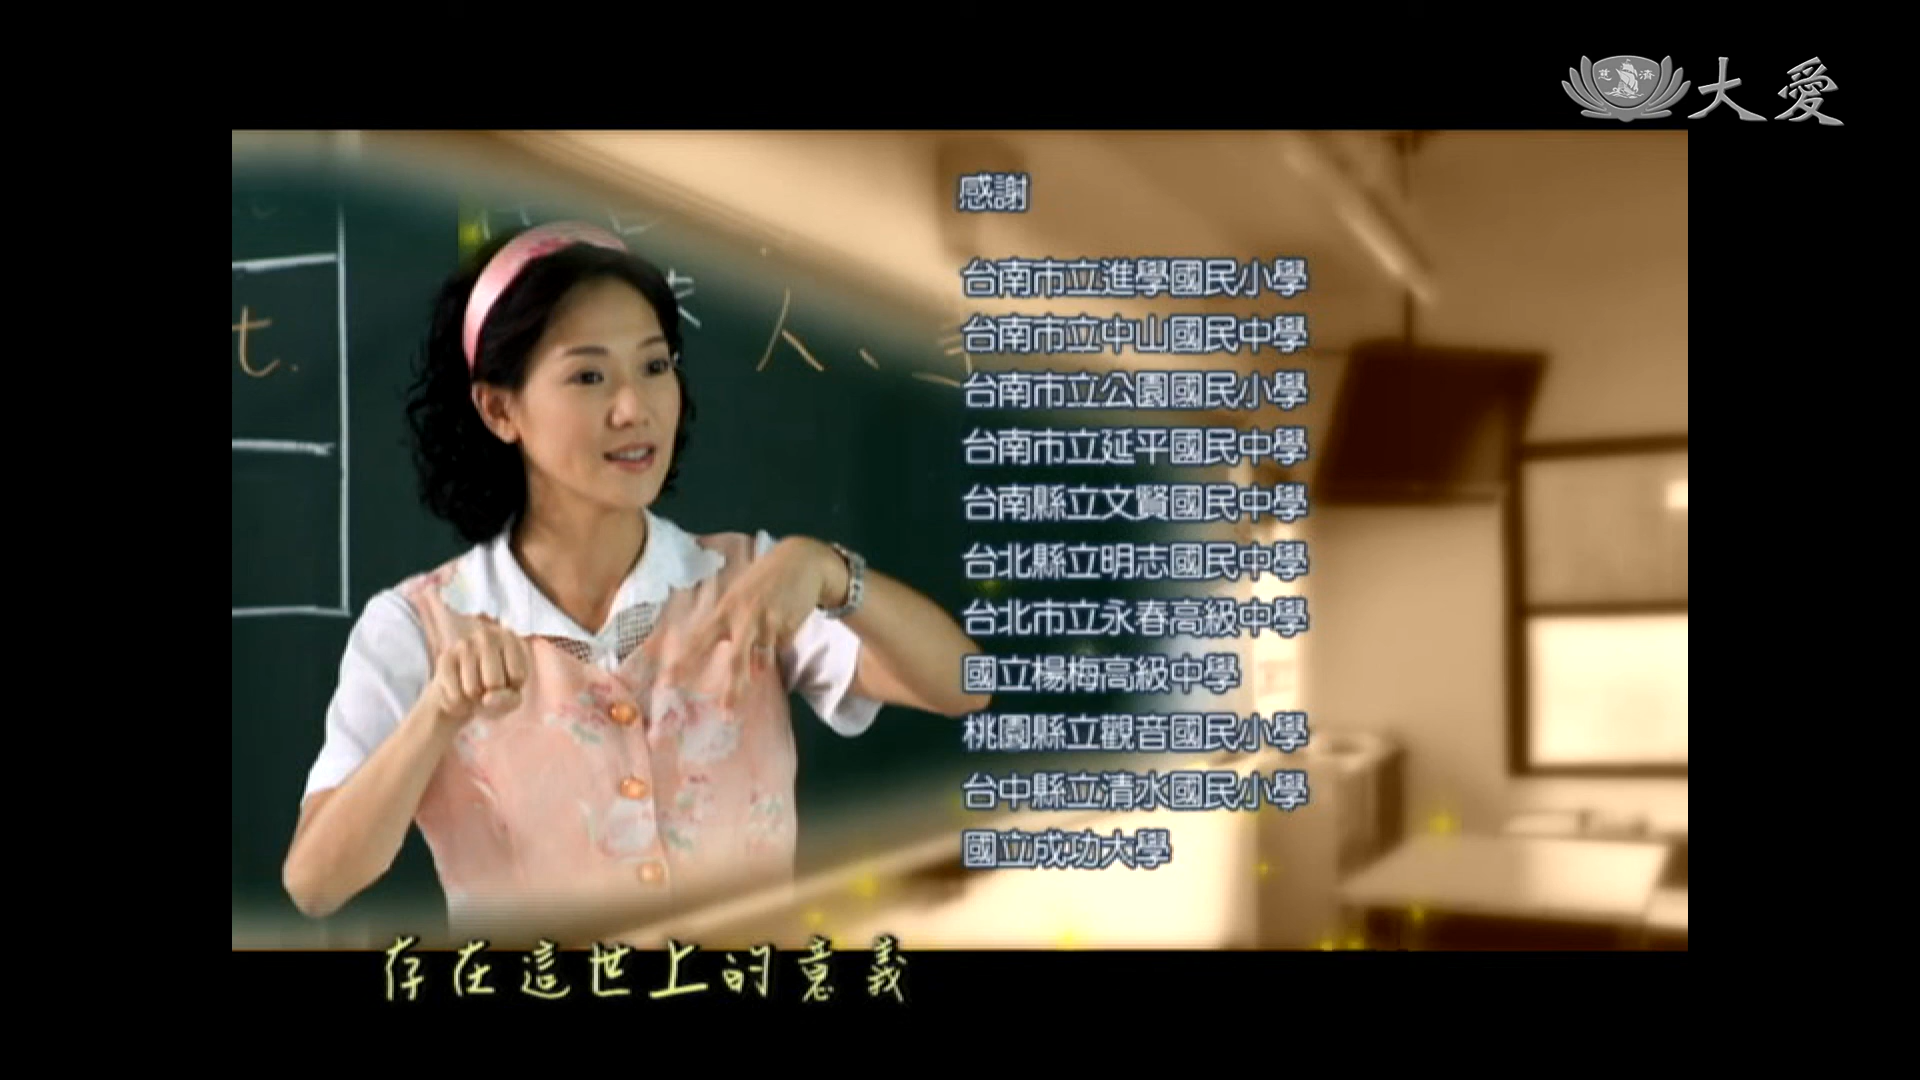 慈濟 大愛
感謝
台南市立進學國民小學
台南市立中山國民中學
台南市立公園國民小學
台南市立延平國民中學
台南縣立文賢國民中學
台北縣立明志國民中學
台北市立永春高級中學
國立楊梅高級中學
桃園縣立觀音國民小學
台中縣立清水國民小學
國立成功大學
人、
t.
存在這世上的意義